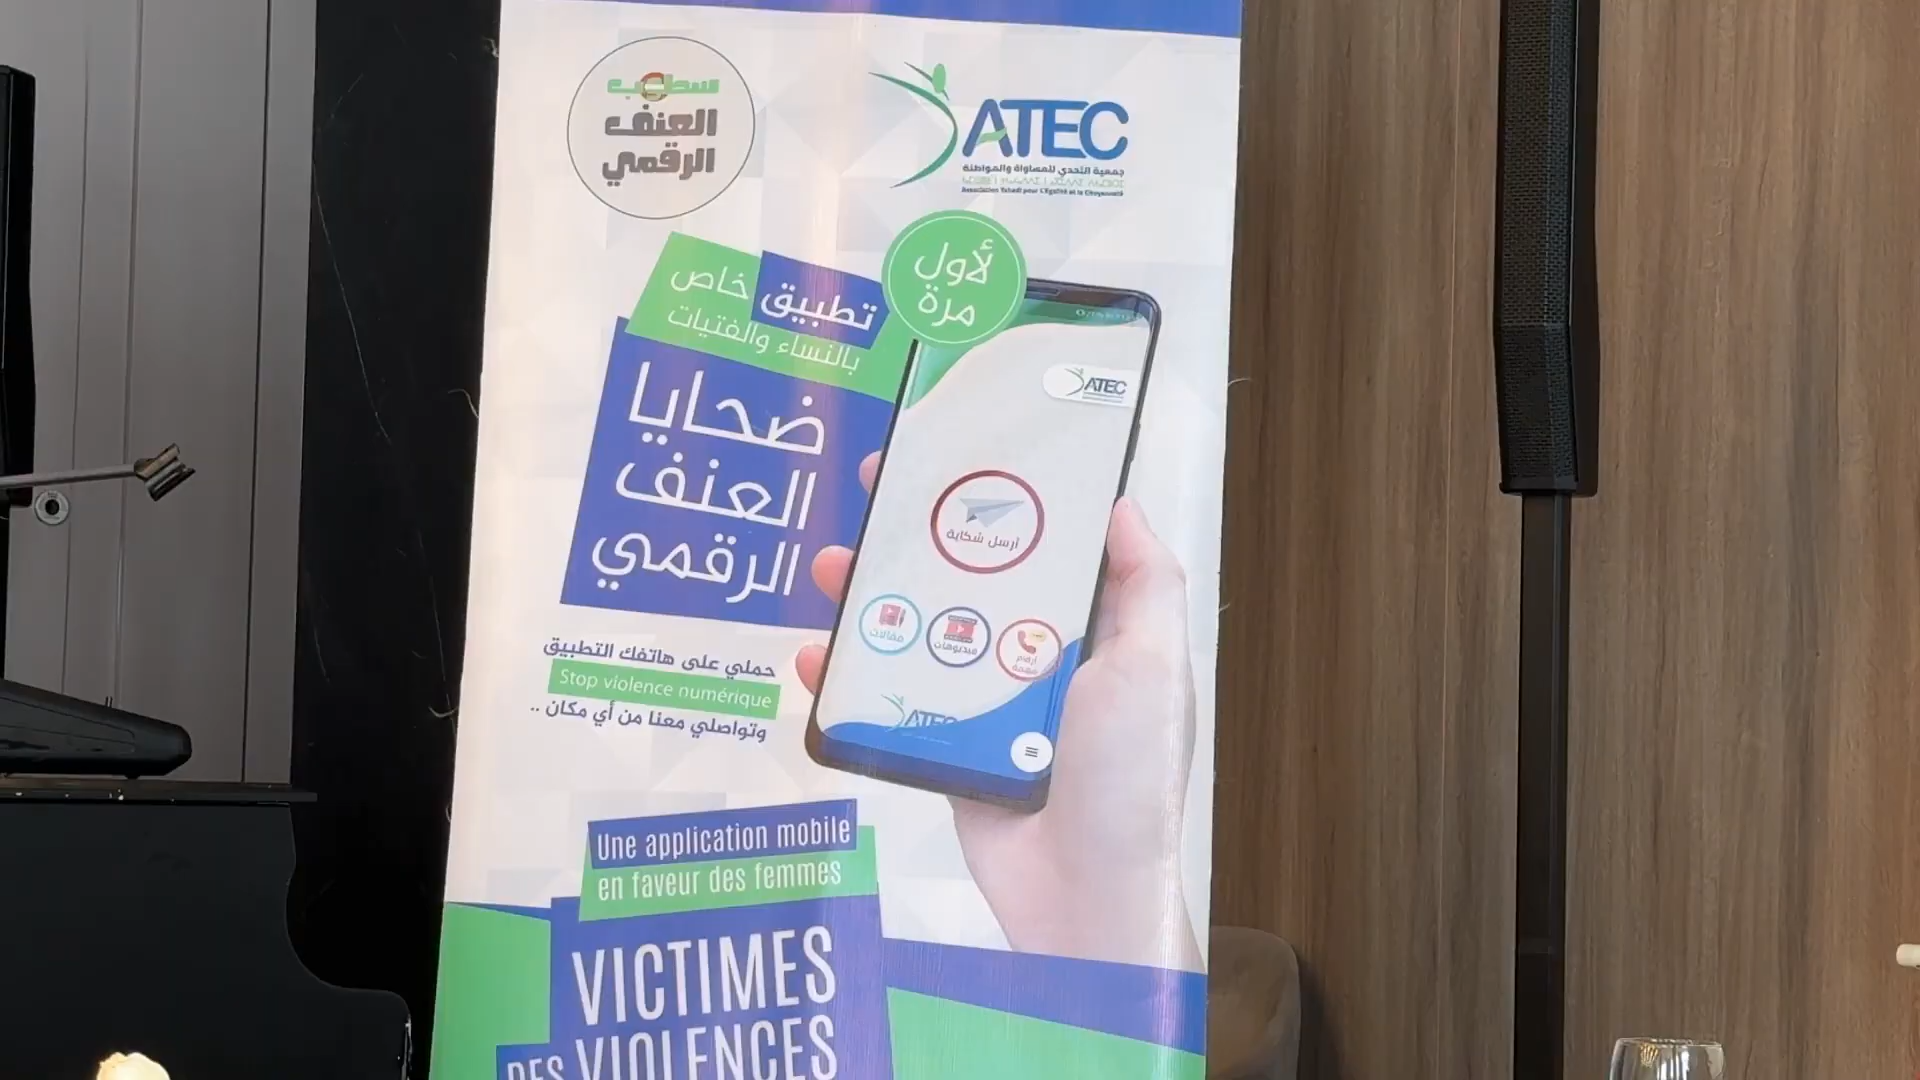 سطوب
العنف
الرقمي
ATEC
جمعية التحدي للمساواة والمواطنة
Association Tahadi pour L'Egalité et la Citoyenneté
لأول
مرة
تطبيق خاص
بالنساء والفتيات
ضحايا
العنف
الرقمي
ATEC
أرسل شكاية
مقالات
فيديوهات
أرقام
مهمة
ATEC
حملي على هاتفك التطبيق
Stop violence numérique
وتواصلي معنا من أي مكان ..
Une application mobile
en faveur des femmes
VICTIMES
DES VIOLENCES